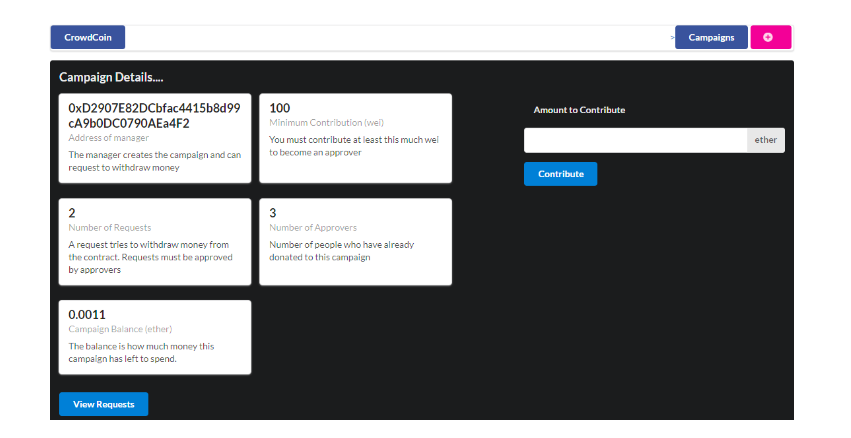 CrowdCoin
> Campaigns
Campaign Details....
0xD2907E82DCbfac4415b8d99
cA9b0DC0790AEa4F2
Address of manager
The manager creates the campaign and can
request to withdraw money
100
Minimum Contribution (wei)
You must contribute at least this much wei
to become an approver
Amount to Contribute
ether
Contribute
2
Number of Requests
A request tries to withdraw money from
the contract. Requests must be approved
by approvers
3
Number of Approvers
Number of people who have already
donated to this campaign
0.0011
Campaign Balance (ether)
The balance is how much money this
campaign has left to spend.
View Requests